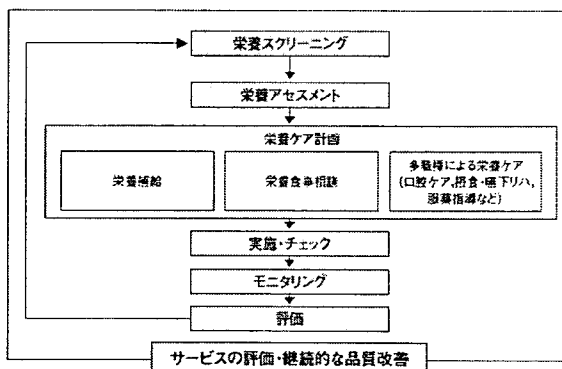 栄養スクリーニング
栄養アセスメント
栄養ケア計画
栄養補給
栄養食事相談
多職種による栄養ケア
(口腔ケア,摂食・嚥下リハ,
服薬指導など)
実施・チェック
モニタリング
評価
サービスの評価・継続的な品質改善